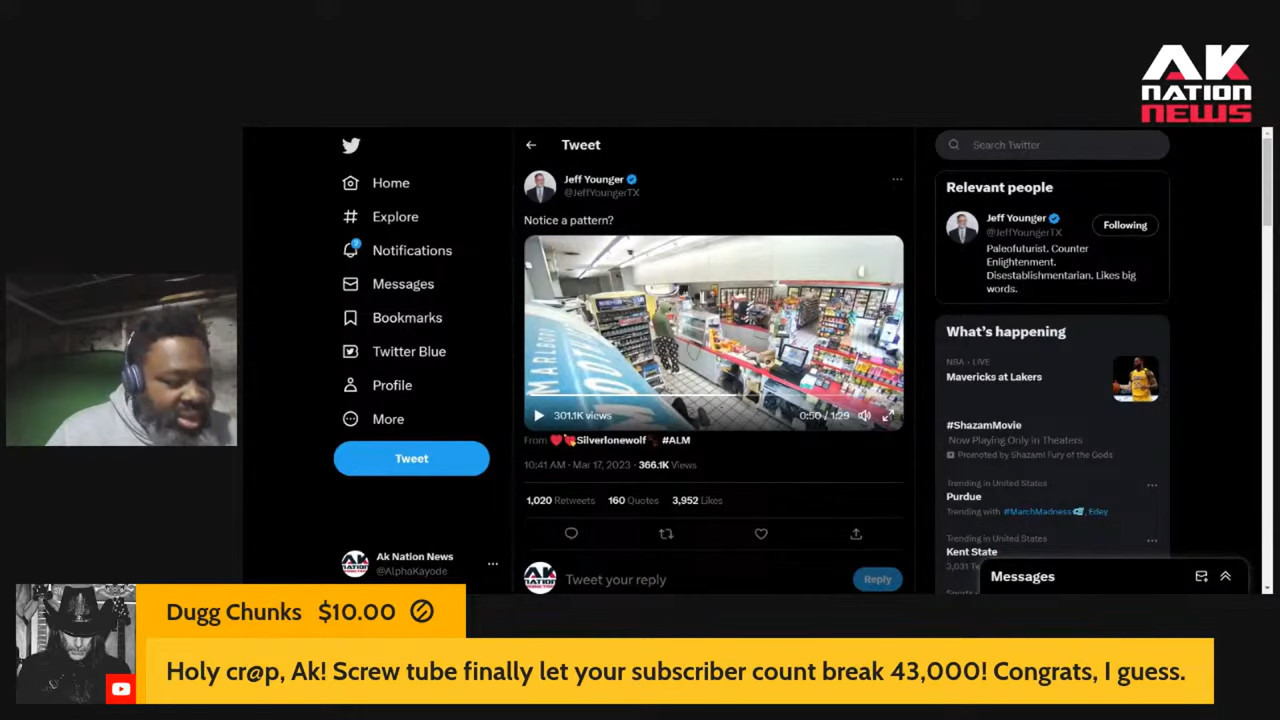 AK
NATION
NEWS
Home
Explore
Notifications
Messages
Bookmarks
Twitter Blue
Profile
More
Tweet
Ak Nation News
@AlphaKayode
Tweet
Jeff Younger
@JeffYoungerTX
Notice a pattern?
MARLBORO
301.1K views
0:50 / 1:29
From ❤️💘Silverlonewolf🐾 #ALM
10:41 AM · Mar 17, 2023 · 366.1K Views
1,020 Retweets 160 Quotes 3,952 Likes
Tweet your reply
Reply
Search Twitter
Relevant people
Jeff Younger
@JeffYoungerTX
Following
Paleofuturist. Counter
Enlightenment.
Disestablishmentarian. Likes big
words.
What's happening
NBA · LIVE
Mavericks at Lakers
#ShazamMovie
Now Playing Only in Theaters
Promoted by Shazam! Fury of the Gods
Trending in United States
Purdue
Trending with #MarchMadness, Edey
Trending in United States
Kent State
Messages
Dugg Chunks $10.00
Holy cr@p, Ak! Screw tube finally let your subscriber count break 43,000! Congrats, I guess.